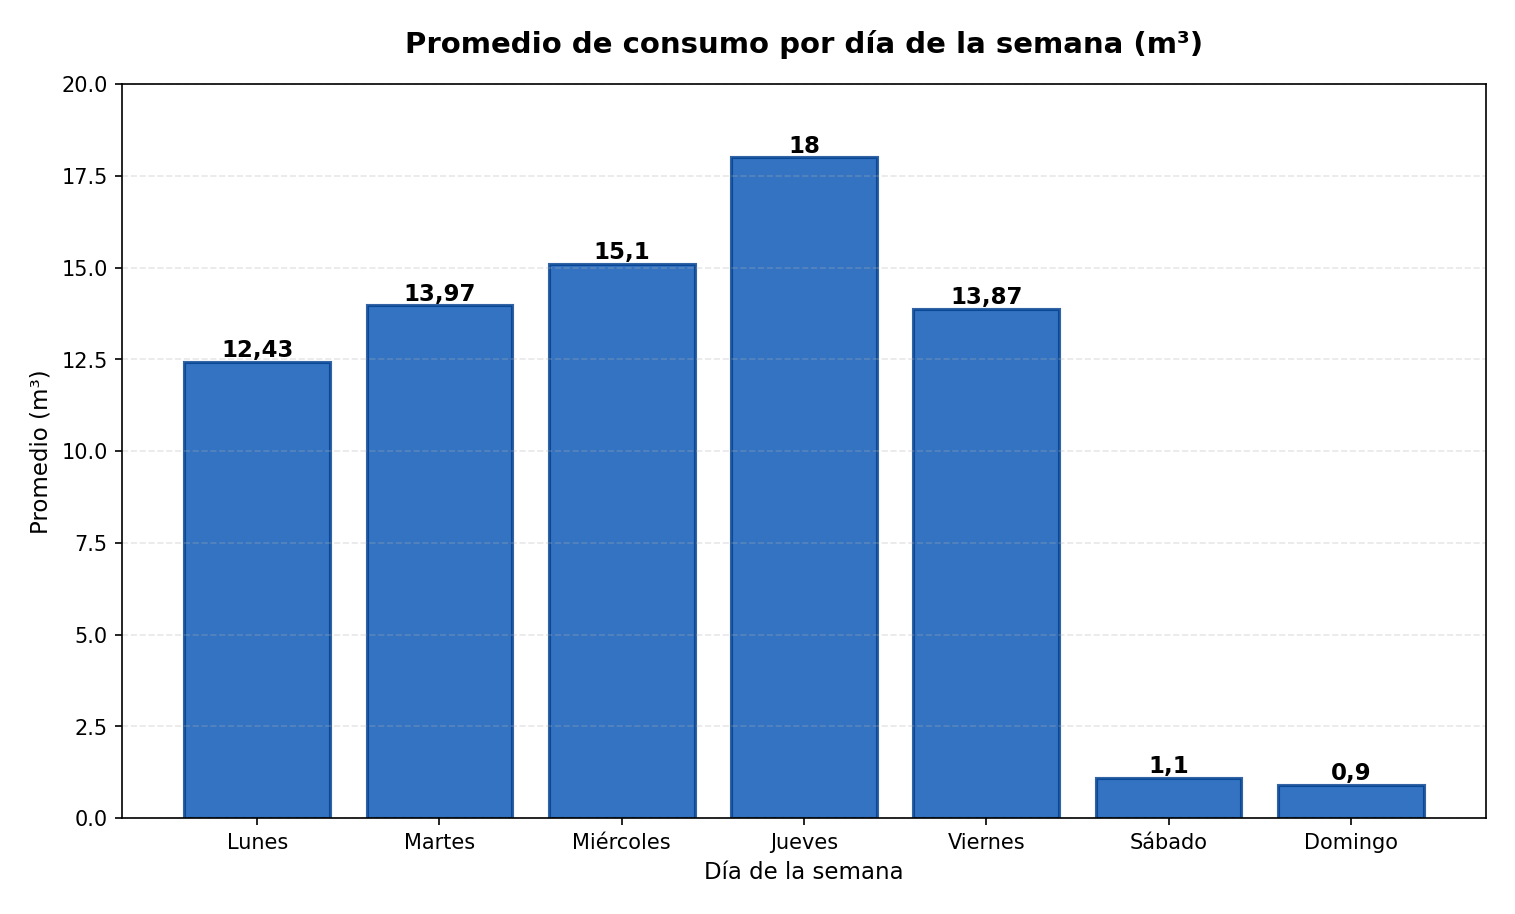 Promedio de consumo por día de la semana (m³)
Promedio (m³)
20.0
17.5
15.0
12.5
10.0
7.5
5.0
2.5
0.0
12,43
13,97
15,1
18
13,87
1,1
0,9
Lunes
Martes
Miércoles
Jueves
Viernes
Sábado
Domingo
Día de la semana